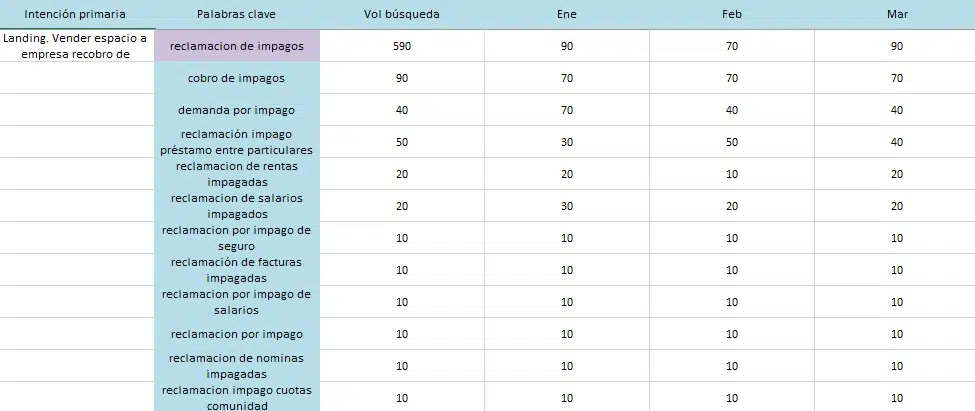 Intención primaria Palabras clave Vol búsqueda Ene Feb Mar
Landing. Vender espacio a
empresa recobro de
reclamacion de impagos 590 90 70 90
cobro de impagos 90 70 70 70
demanda por impago 40 70 40 40
reclamación impago
préstamo entre particulares 50 30 50 40
reclamacion de rentas
impagadas 20 20 10 20
reclamacion de salarios
impagados 20 30 20 20
reclamacion por impago de
seguro 10 10 10 10
reclamación de facturas
impagadas 10 10 10 10
reclamacion por impago de
salarios 10 10 10 10
reclamacion por impago 10 10 10 10
reclamacion de nominas
impagadas 10 10 10 10
reclamacion impago cuotas
comunidad 10 10 10 10